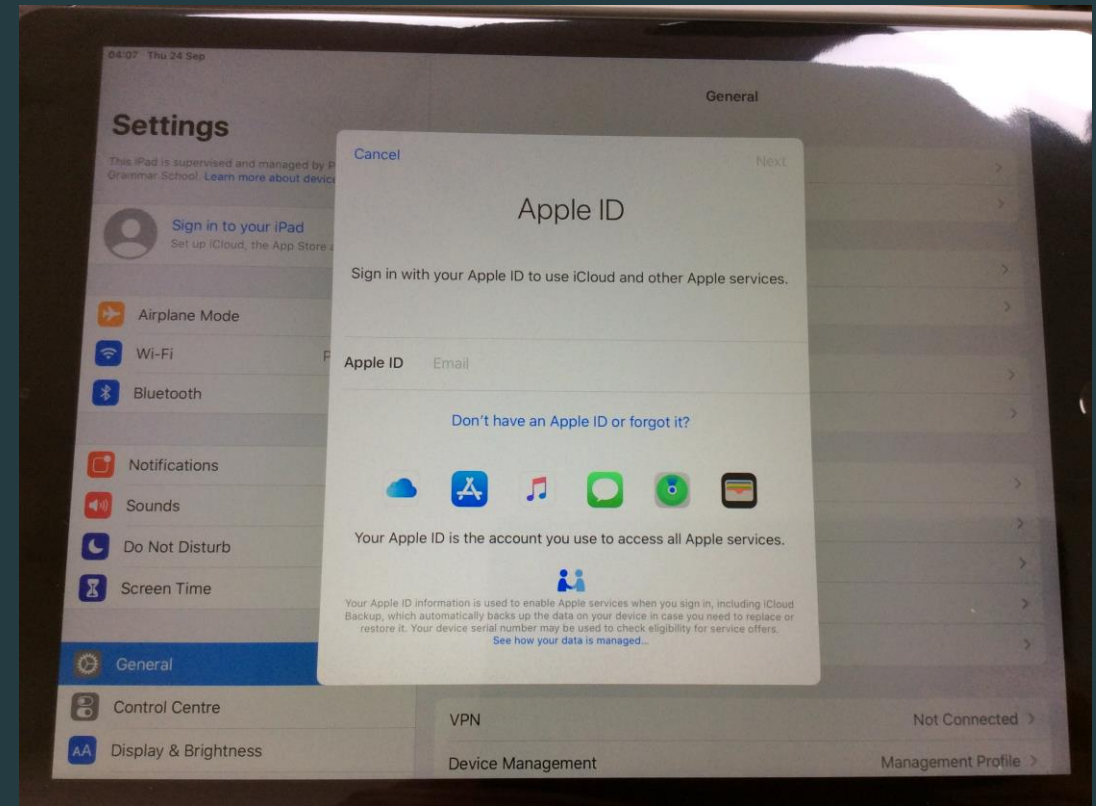 04:07 Thu 24 Sep
General
Settings
This iPad is supervised and managed by P
Grammar School. Learn more about device
Sign in to your iPad
Set up iCloud, the App Store
Airplane Mode
Wi-Fi
Bluetooth
Notifications
Sounds
Do Not Disturb
Screen Time
General
Control Centre
AA Display & Brightness
Cancel
Next
Apple ID
Sign in with your Apple ID to use iCloud and other Apple services.
Apple ID Email
Don't have an Apple ID or forgot it?
Your Apple ID is the account you use to access all Apple services.
Your Apple ID information is used to enable Apple services when you sign in, including iCloud
Backup, which automatically backs up the data on your device in case you need to replace or
restore it. Your device serial number may be used to check eligibility for service offers.
See how your data is managed...
VPN Not Connected
Device Management Management Profile